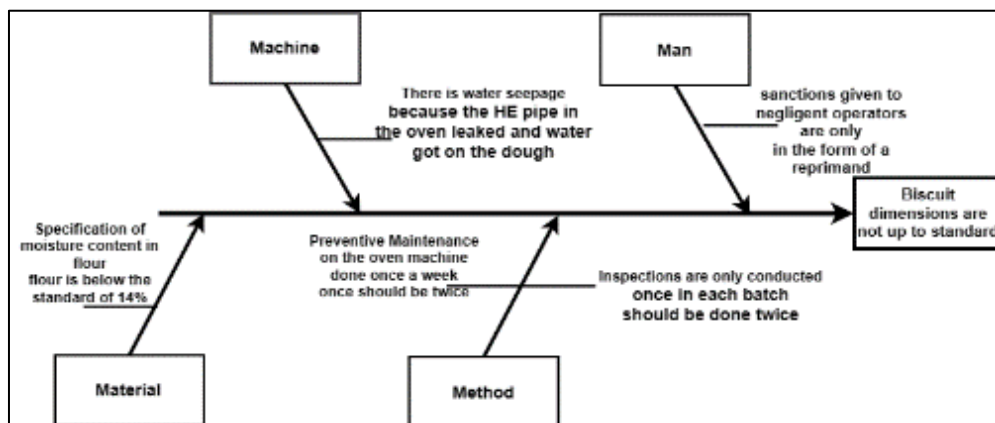 Machine
Man
There is water seepage
because the HE pipe in
the oven leaked and water
got on the dough
sanctions given to
negligent operators
are only
in the form of a
reprimand
Biscuit
dimensions are
not up to standard
Specification of
moisture content in
flour
flour is below the
standard of 14%
Preventive Maintenance
on the oven machine
done once a week
once should be twice
Inspections are only conducted
once in each batch
should be done twice
Material
Method